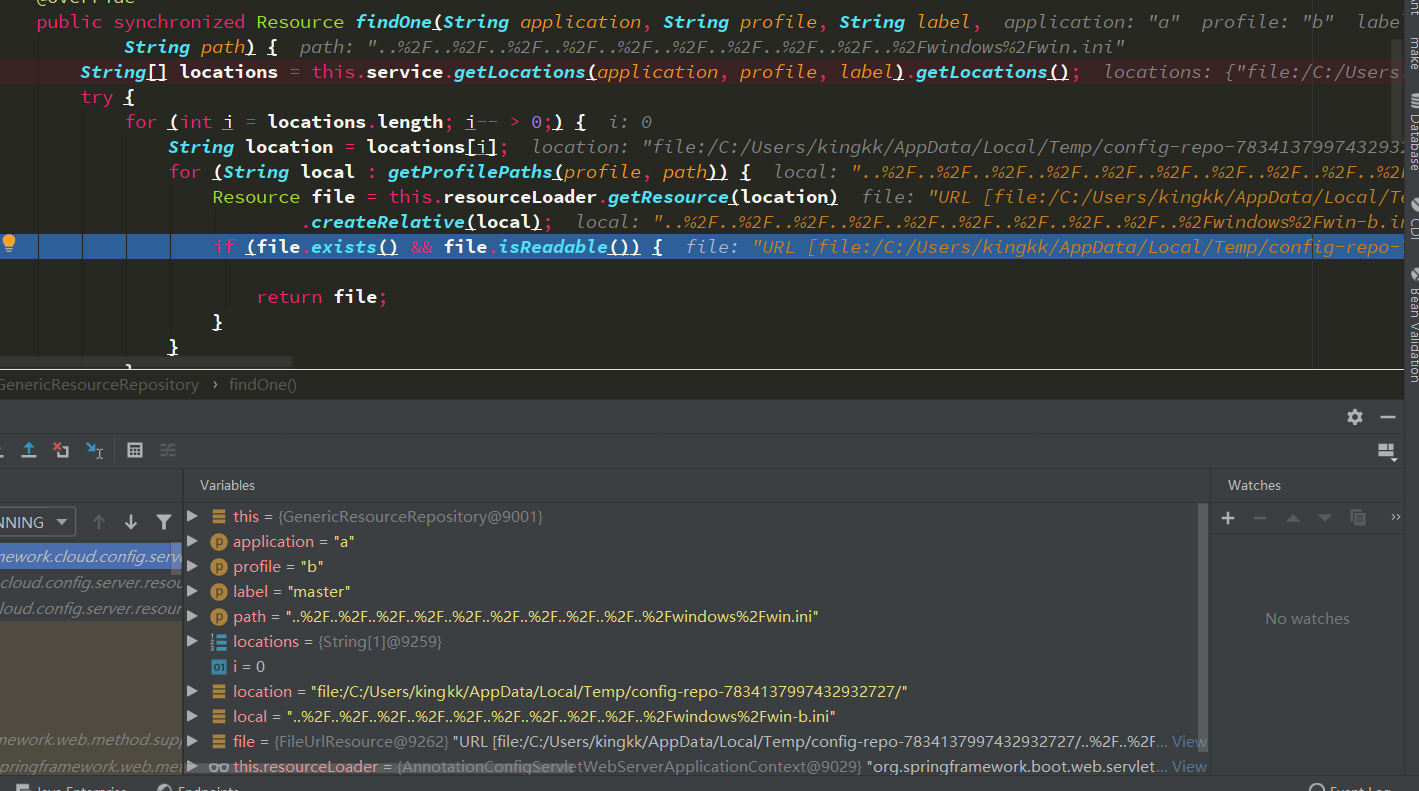 @Override
public synchronized Resource findOne(String application, String profile, String label,  application: "a"  profile: "b"  labe
String path) {  path: "..%2F..%2F..%2F..%2F..%2F..%2F..%2F..%2F..%2F..%2Fwindows%2Fwin.ini"
String[] locations = this.service.getLocations(application, profile, label).getLocations();  locations: {"file:/C:/Users
try {
for (int i = locations.length; i-- > 0;) {  i: 0
String location = locations[i];  location: "file:/C:/Users/kingkk/AppData/Local/Temp/config-repo-7834137997432932
for (String local : getProfilePaths(profile, path)) {  local: "..%2F..%2F..%2F..%2F..%2F..%2F..%2F..%2F..%2
Resource file = this.resourceLoader.getResource(location)  file: "URL [file:/C:/Users/kingkk/AppData/Local/Te
.createRelative(local);  local: "..%2F..%2F..%2F..%2F..%2F..%2F..%2F..%2F..%2F..%2Fwindows%2Fwin-b.in
if (file.exists() && file.isReadable()) {  file: "URL [file:/C:/Users/kingkk/AppData/Local/Temp/config-repo-
return file;
}
}
GenericResourceRepository › findOne()
make
Database
CDI
Bean Validation
Variables
Watches
NNING
this = {GenericResourceRepository@9001}
application = "a"
profile = "b"
label = "master"
path = "..%2F..%2F..%2F..%2F..%2F..%2F..%2F..%2F..%2F..%2Fwindows%2Fwin.ini"
locations = {String[1]@9259}
i = 0
location = "file:/C:/Users/kingkk/AppData/Local/Temp/config-repo-7834137997432932727/"
local = "..%2F..%2F..%2F..%2F..%2F..%2F..%2F..%2F..%2F..%2Fwindows%2Fwin-b.ini"
file = {FileUrlResource@9262} "URL [file:/C:/Users/kingkk/AppData/Local/Temp/config-repo-7834137997432932727/..%2F..%2F... View
this.resourceLoader = {AnnotationConfigServletWebServerApplicationContext@9029} "org.springframework.boot.web.servlet... View
mework.cloud.config.serve
cloud.config.server.resou
loud.config.server.resour
mework.web.method.supp
springframework.web.met
No watches
Java Enterprise
Endpoints
Event Log